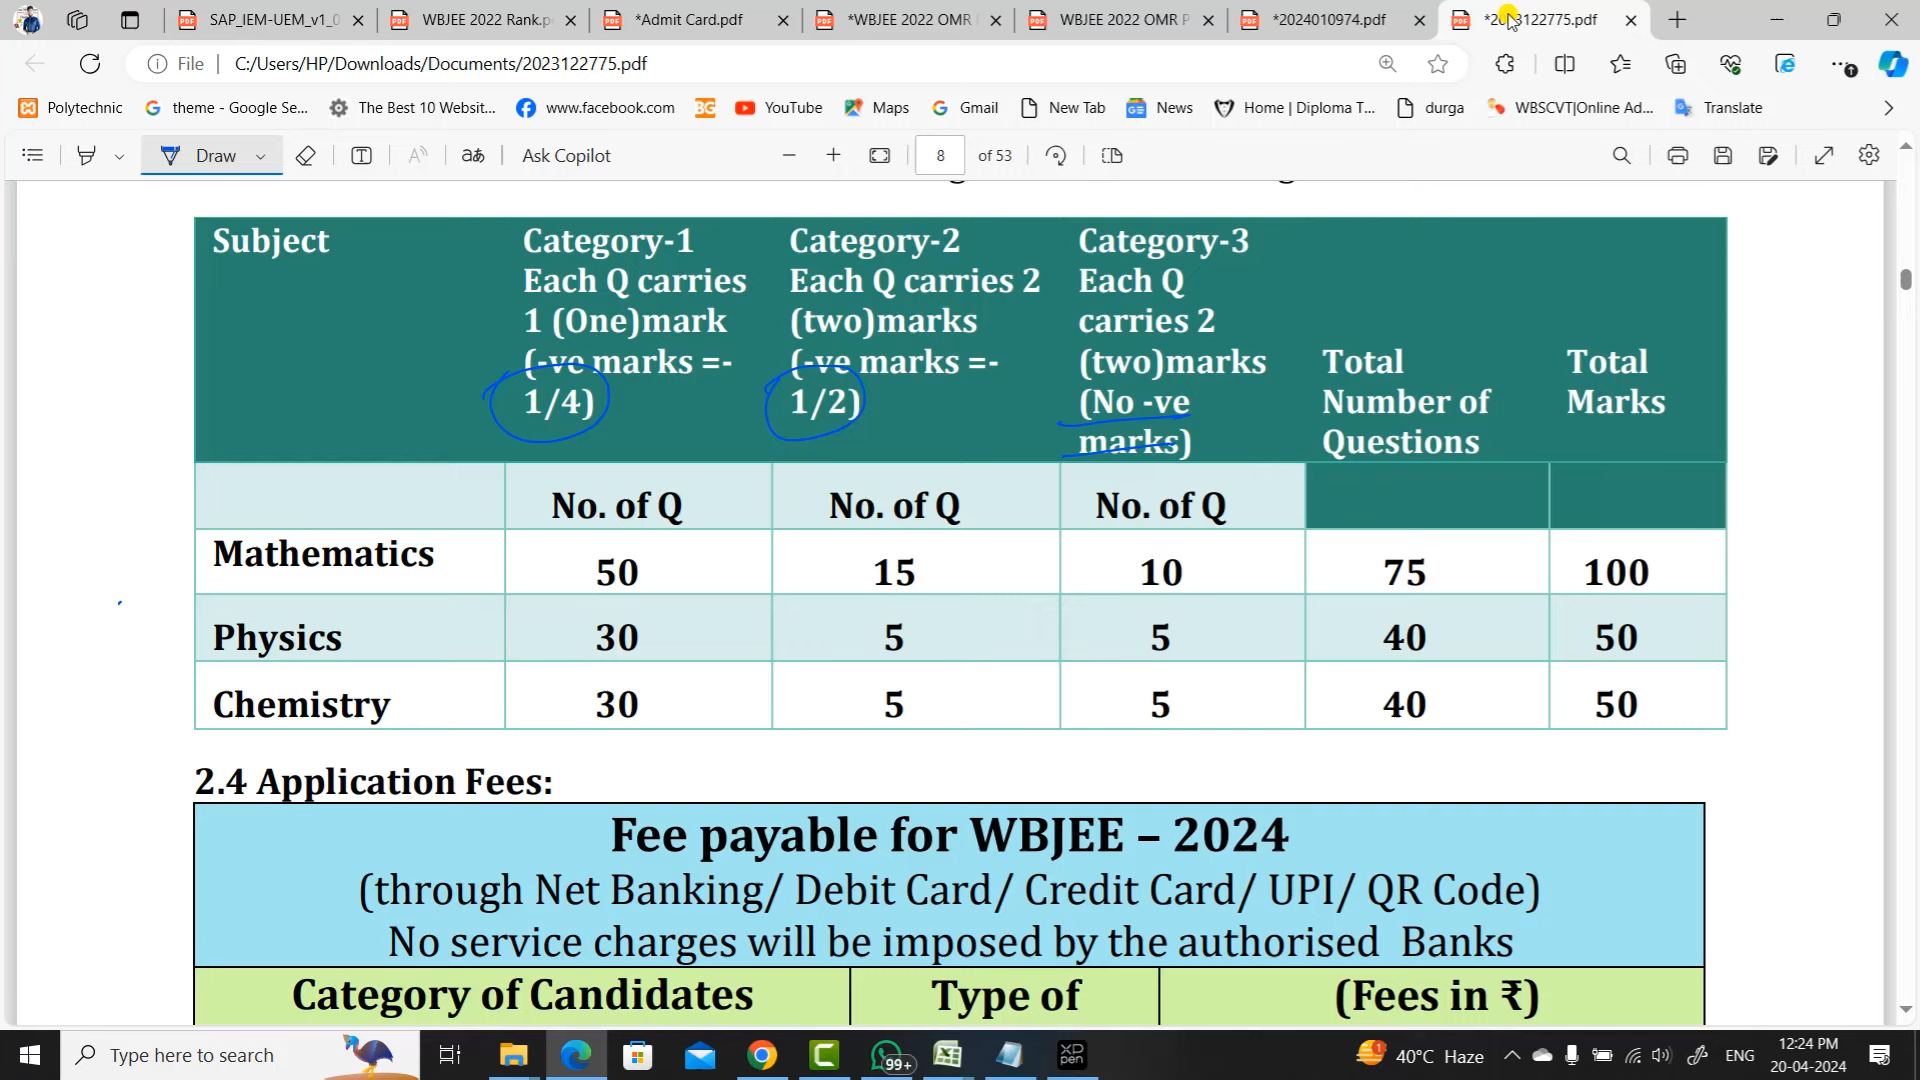 SAP_IEM-UEM_v1_0
WBJEE 2022 Rank.p
*Admit Card.pdf
*WBJEE 2022 OMR
WBJEE 2022 OMR P
*2024010974.pdf
*2023122775.pdf
File
C:/Users/HP/Downloads/Documents/2023122775.pdf
Polytechnic
theme - Google Se...
The Best 10 Websit...
www.facebook.com
YouTube
Maps
Gmail
New Tab
News
Home | Diploma T...
durga
WBSCVT|Online Ad...
Translate
Draw
Ask Copilot
8
of 53
Subject
Category-1
Each Q carries
1 (One)mark
(-ve marks =-
1/4)
Category-2
Each Q carries 2
(two)marks
(-ve marks =-
1/2)
Category-3
Each Q
carries 2
(two)marks
(No -ve
marks)
Total
Number of
Questions
Total
Marks
No. of Q
No. of Q
No. of Q
Mathematics 50 15 10 75 100
Physics 30 5 5 40 50
Chemistry 30 5 5 40 50
2.4 Application Fees:
Fee payable for WBJEE – 2024
(through Net Banking/ Debit Card/ Credit Card/ UPI/ QR Code)
No service charges will be imposed by the authorised Banks
Category of Candidates
Type of
(Fees in ₹)
Type here to search
99+
XP
PEN
40°C Haze
ENG
12:24 PM
20-04-2024